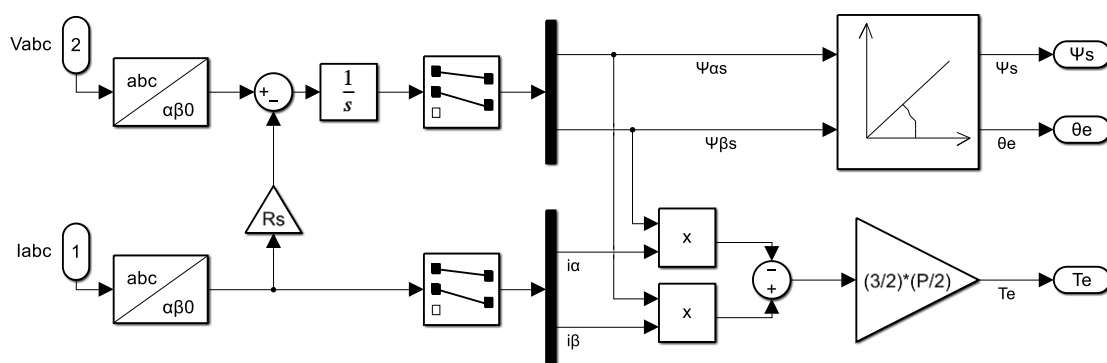 Vabc
2
abc
αβ0
+
−
1
s
Ψαs
Ψβs
Ψs
Ψs
θe
θe
Rs
Iabc
1
abc
αβ0
iα
iβ
x
x
−
+
(3/2)*(P/2)
Te
Te